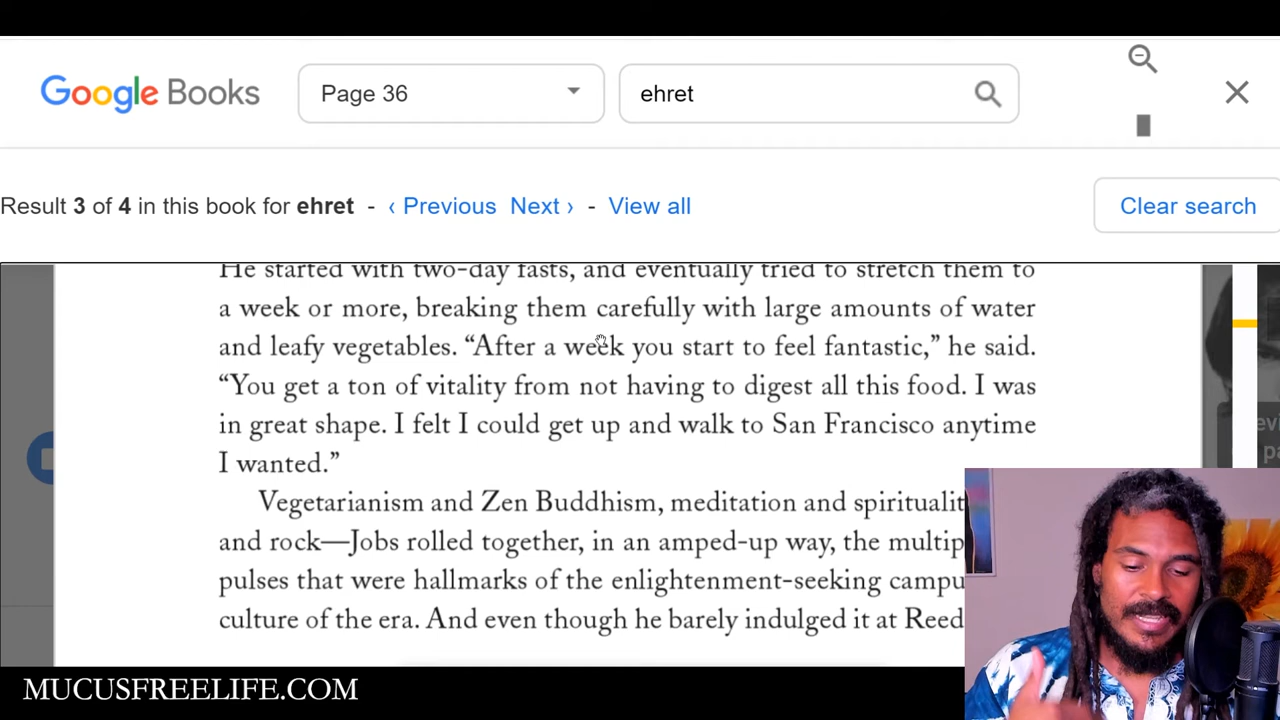 Google Books
Page 36
ehret
Result 3 of 4 in this book for ehret - ‹ Previous Next › - View all
Clear search
He started with two-day fasts, and eventually tried to stretch them to
a week or more, breaking them carefully with large amounts of water
and leafy vegetables. “After a week you start to feel fantastic,” he said.
“You get a ton of vitality from not having to digest all this food. I was
in great shape. I felt I could get up and walk to San Francisco anytime
I wanted.”
Vegetarianism and Zen Buddhism, meditation and spiritualit
and rock—Jobs rolled together, in an amped-up way, the multip
pulses that were hallmarks of the enlightenment-seeking campu
culture of the era. And even though he barely indulged it at Reed
MUCUSFREELIFE.COM